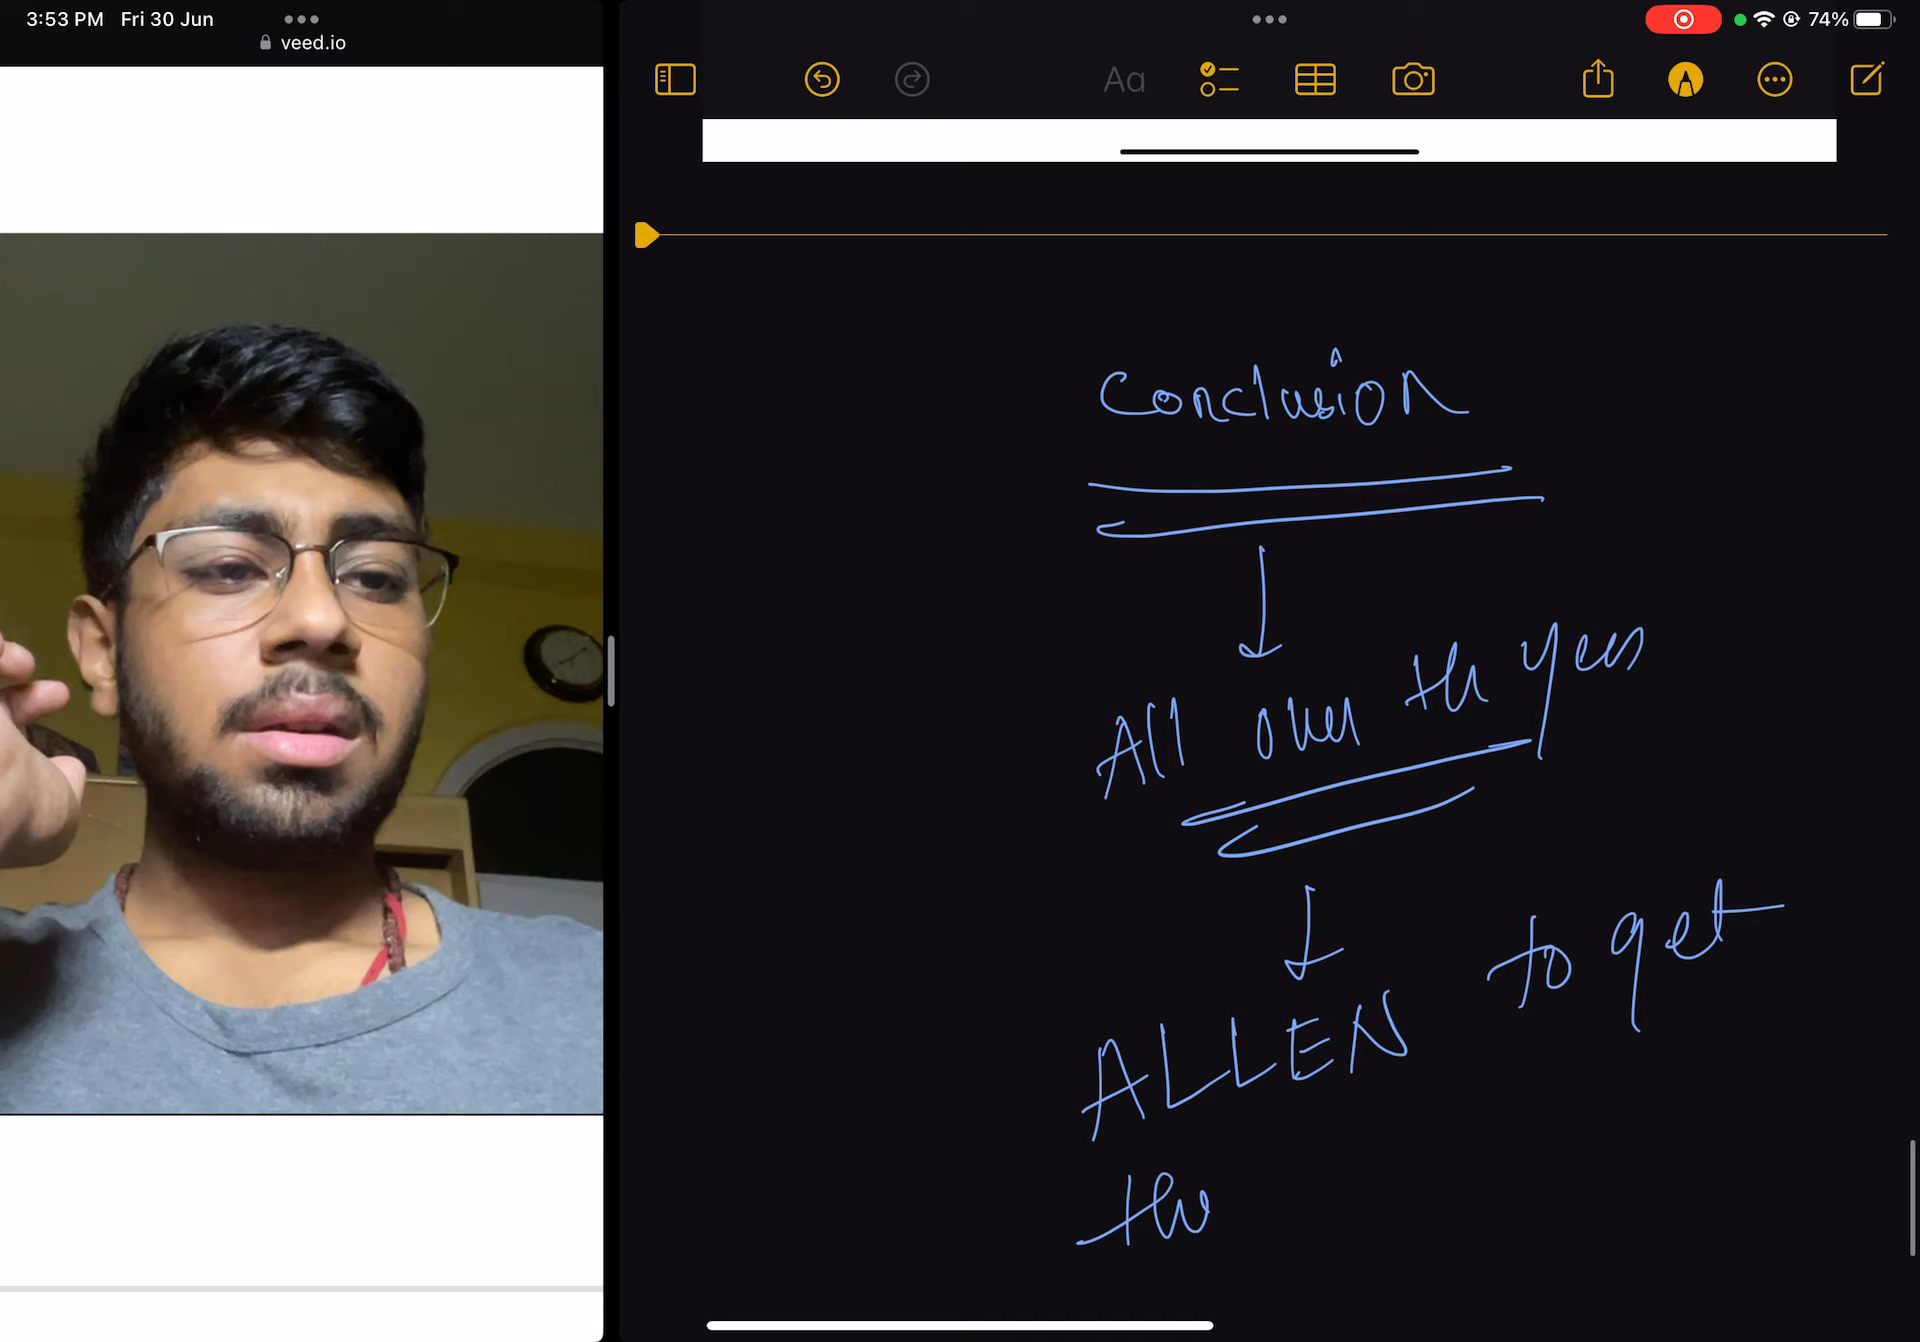 3:53 PM Fri 30 Jun
veed.io
74%
Aa
Conclusion
All over the years
ALLEN to get
the